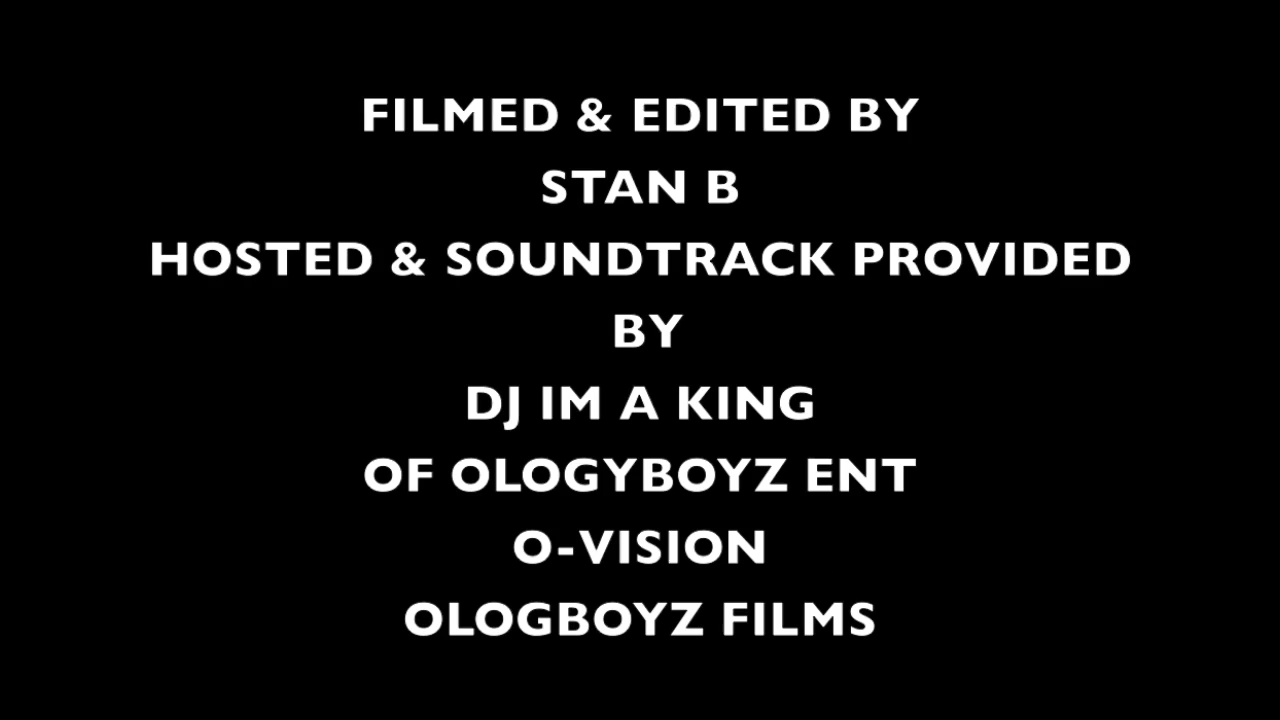 FILMED & EDITED BY
STAN B
HOSTED & SOUNDTRACK PROVIDED
BY
DJ IM A KING
OF OLOGYBOYZ ENT
O-VISION
OLOGBOYZ FILMS